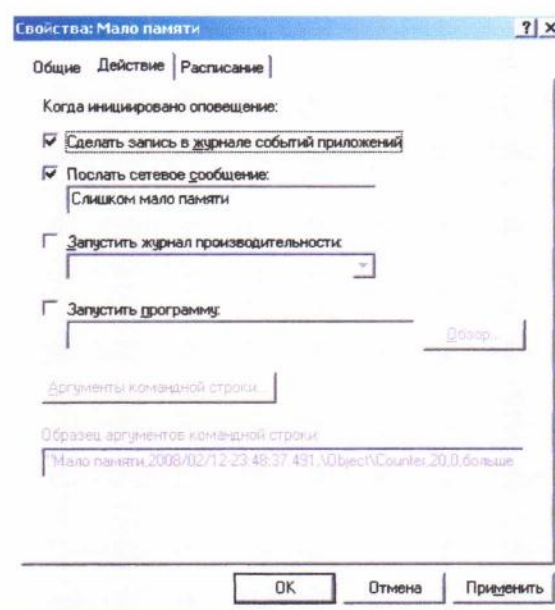 Свойства: Мало памяти
? ×
Общие Действие Расписание
Когда инициировано оповещение:
Сделать запись в журнале событий приложений
Послать сетевое сообщение:
Слишком мало памяти
Запустить журнал производительности:
Запустить программу:
Обзор...
Аргументы командной строки...
Образец аргументов командной строки:
"Мало памяти,2008/02/12-23:48:37.491,\Object\Counter,20,0,больше
OK Отмена Применить